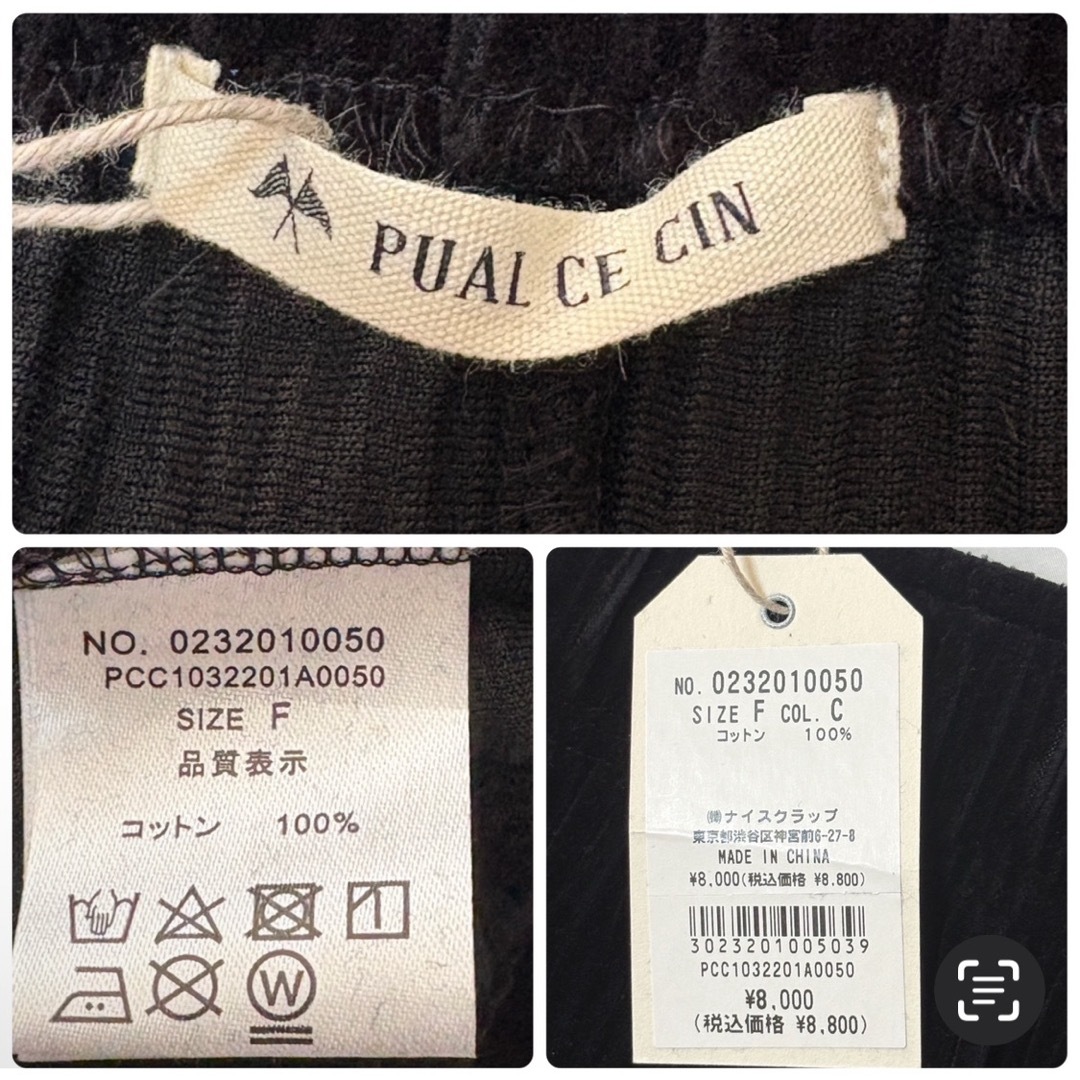 PUAL CE CIN
NO. 0232010050
PCC1032201A0050
SIZE F
品質表示
コットン 100%
W
NO. 0232010050
SIZE F COL. C
コットン 100%
㈱ナイスクラップ
東京都渋谷区神宮前6-27-8
MADE IN CHINA
¥8,000(税込価格 ¥8,800)
3023201005039
PCC1032201A0050
¥8,000
(税込価格 ¥8,800)